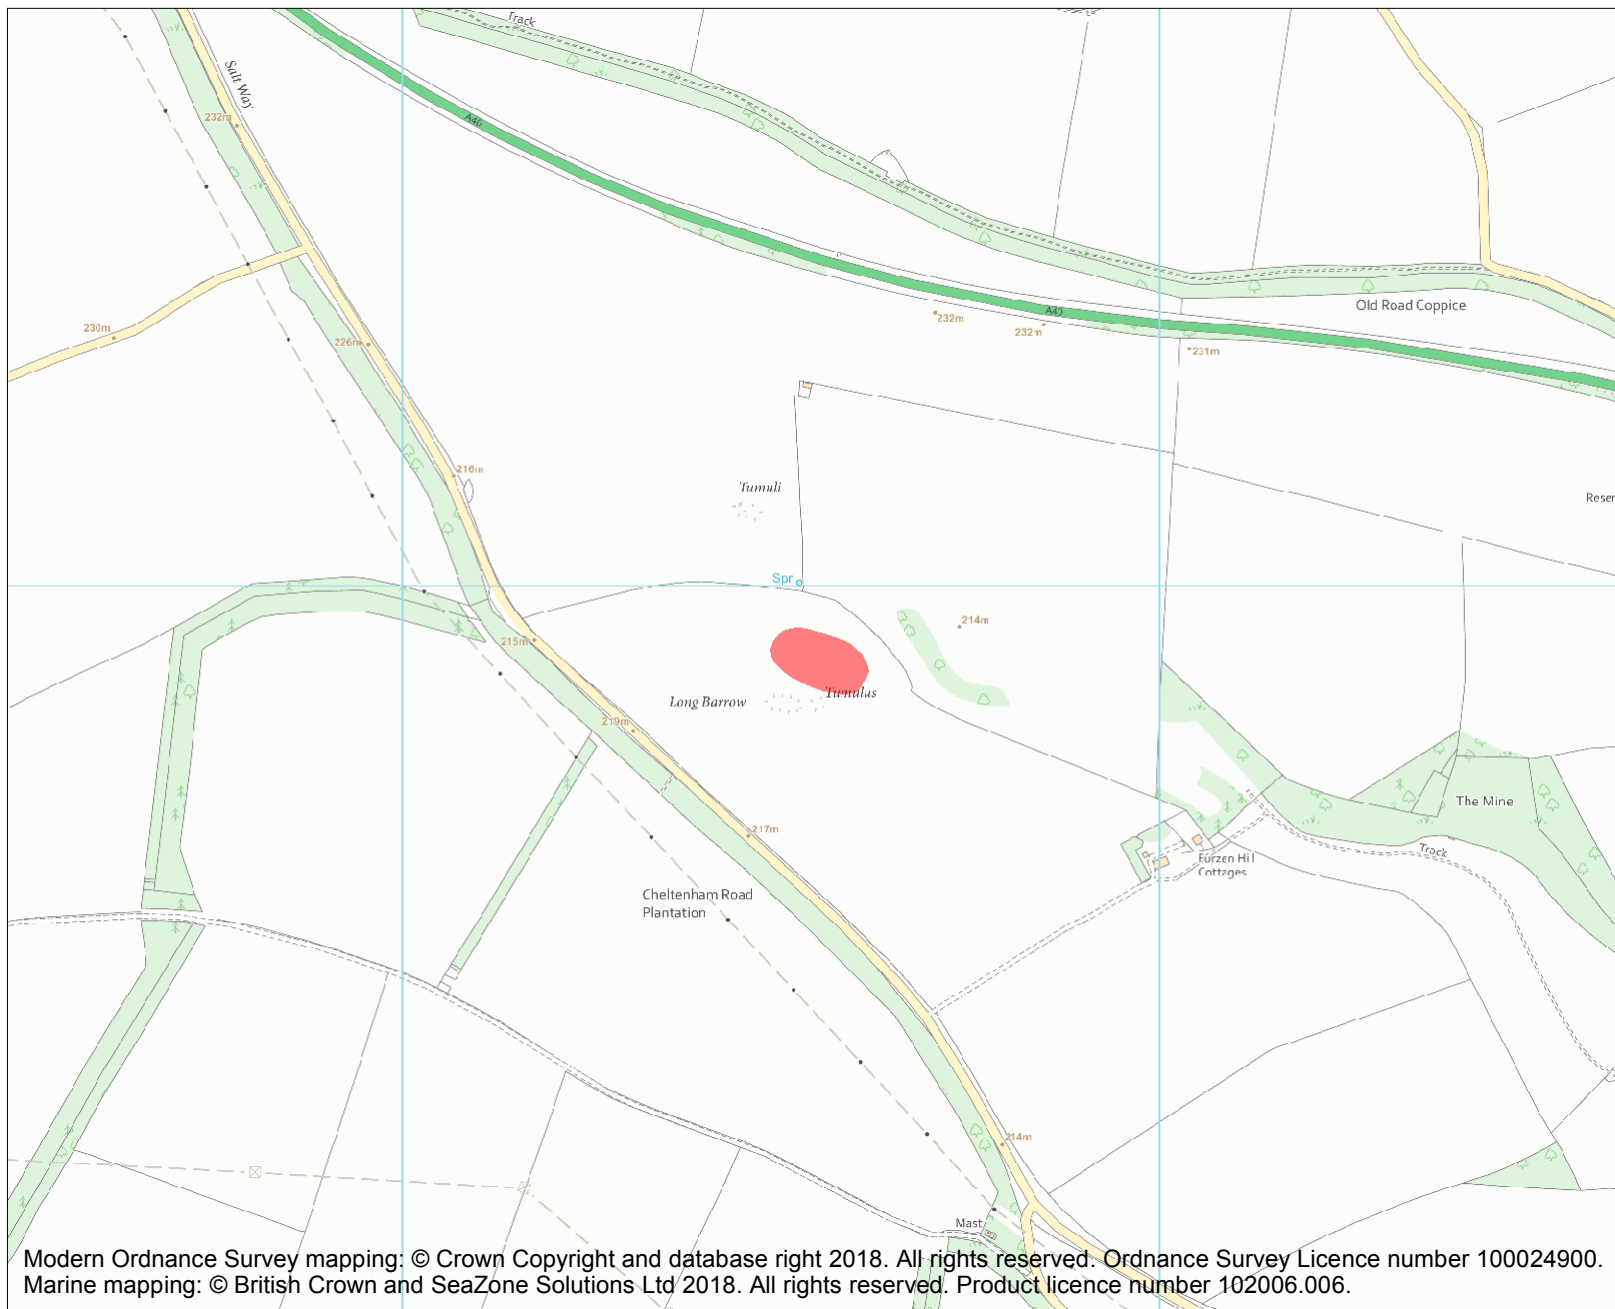 Track
Salt Way
232m
A40
Old Road Coppice
232m
232m
A40
231m
230m
226m
216m
Tumuli
Reser
Spr
214m
215m
Long Barrow
Tumulus
219m
217m
The Mine
Track
Furzen Hill
Cottages
Cheltenham Road
Plantation
214m
Mast
Modern Ordnance Survey mapping: © Crown Copyright and database right 2018. All rights reserved. Ordnance Survey Licence number 100024900.
Marine mapping: © British Crown and SeaZone Solutions Ltd 2018. All rights reserved. Product licence number 102006.006.